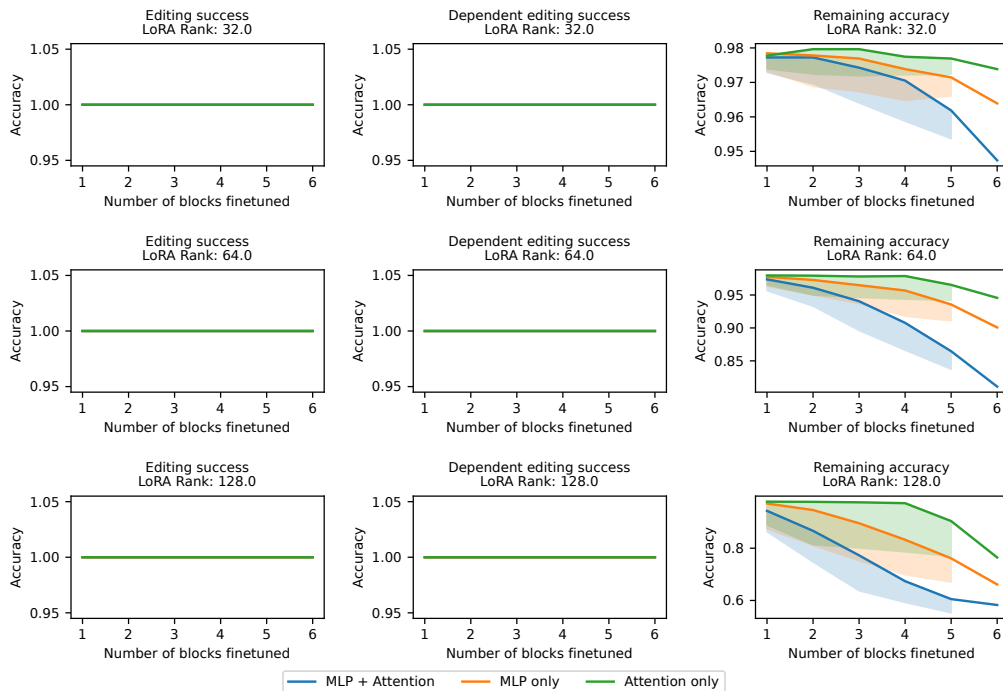 Editing success
LoRA Rank: 32.0
Accuracy
1.05
1.00
0.95
1 2 3 4 5 6
Number of blocks finetuned
Dependent editing success
LoRA Rank: 32.0
Accuracy
1.05
1.00
0.95
1 2 3 4 5 6
Number of blocks finetuned
Remaining accuracy
LoRA Rank: 32.0
Accuracy
0.98
0.97
0.96
0.95
1 2 3 4 5 6
Number of blocks finetuned
Editing success
LoRA Rank: 64.0
Accuracy
1.05
1.00
0.95
1 2 3 4 5 6
Number of blocks finetuned
Dependent editing success
LoRA Rank: 64.0
Accuracy
1.05
1.00
0.95
1 2 3 4 5 6
Number of blocks finetuned
Remaining accuracy
LoRA Rank: 64.0
Accuracy
0.95
0.90
0.85
1 2 3 4 5 6
Number of blocks finetuned
Editing success
LoRA Rank: 128.0
Accuracy
1.05
1.00
0.95
1 2 3 4 5 6
Number of blocks finetuned
Dependent editing success
LoRA Rank: 128.0
Accuracy
1.05
1.00
0.95
1 2 3 4 5 6
Number of blocks finetuned
Remaining accuracy
LoRA Rank: 128.0
Accuracy
0.8
0.6
1 2 3 4 5 6
Number of blocks finetuned
MLP + Attention MLP only Attention only